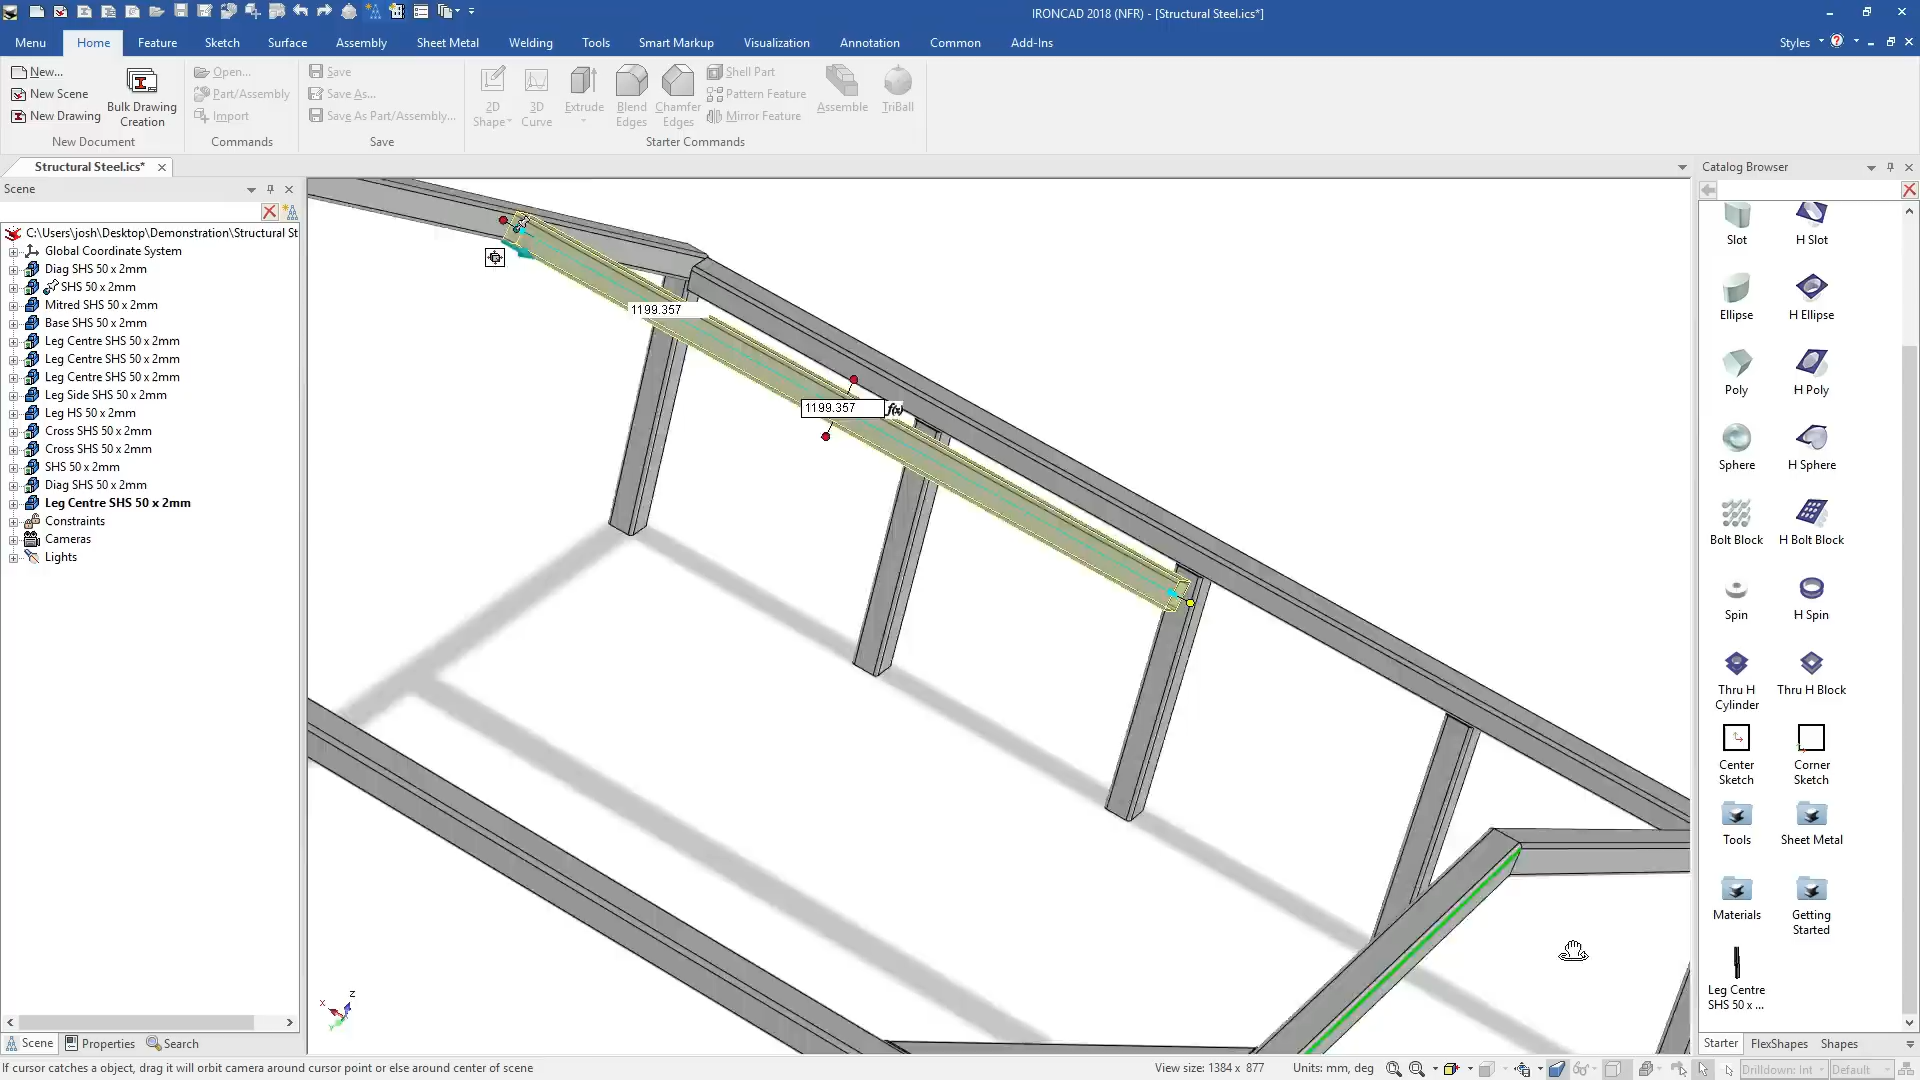 IRONCAD 2018 (NFR) - [Structural Steel.ics*]
Menu Home Feature Sketch Surface Assembly Sheet Metal Welding Tools Smart Markup Visualization Annotation Common Add-Ins Styles
New...
New Scene
New Drawing
Bulk Drawing Creation
New Document
Open...
Part/Assembly
Import
Commands
Save
Save As...
Save As Part/Assembly...
Save
2D Shape
3D Curve
Extrude
Blend Edges
Chamfer Edges
Shell Part
Pattern Feature
Mirror Feature
Assemble
TriBall
Starter Commands
Structural Steel.ics*
Scene
C:\Users\josh\Desktop\Demonstration\Structural St
Global Coordinate System
Diag SHS 50 x 2mm
SHS 50 x 2mm
Mitred SHS 50 x 2mm
Base SHS 50 x 2mm
Leg Centre SHS 50 x 2mm
Leg Centre SHS 50 x 2mm
Leg Centre SHS 50 x 2mm
Leg Side SHS 50 x 2mm
Leg HS 50 x 2mm
Cross SHS 50 x 2mm
Cross SHS 50 x 2mm
SHS 50 x 2mm
Diag SHS 50 x 2mm
Leg Centre SHS 50 x 2mm
Constraints
Cameras
Lights
Scene Properties Search
1199.357
1199.357 f(x)
X Y Z
Catalog Browser
Slot H Slot
Ellipse H Ellipse
Poly H Poly
Sphere H Sphere
Bolt Block H Bolt Block
Spin H Spin
Thru H Cylinder
Thru H Block
Center Sketch
Corner Sketch
Tools Sheet Metal
Materials
Getting Started
Leg Centre SHS 50 x ...
Starter FlexShapes Shapes
If cursor catches a object, drag it will orbit camera around cursor point or else around center of scene
View size: 1384 x 877
Units: mm, deg
Drilldown: Int
Default